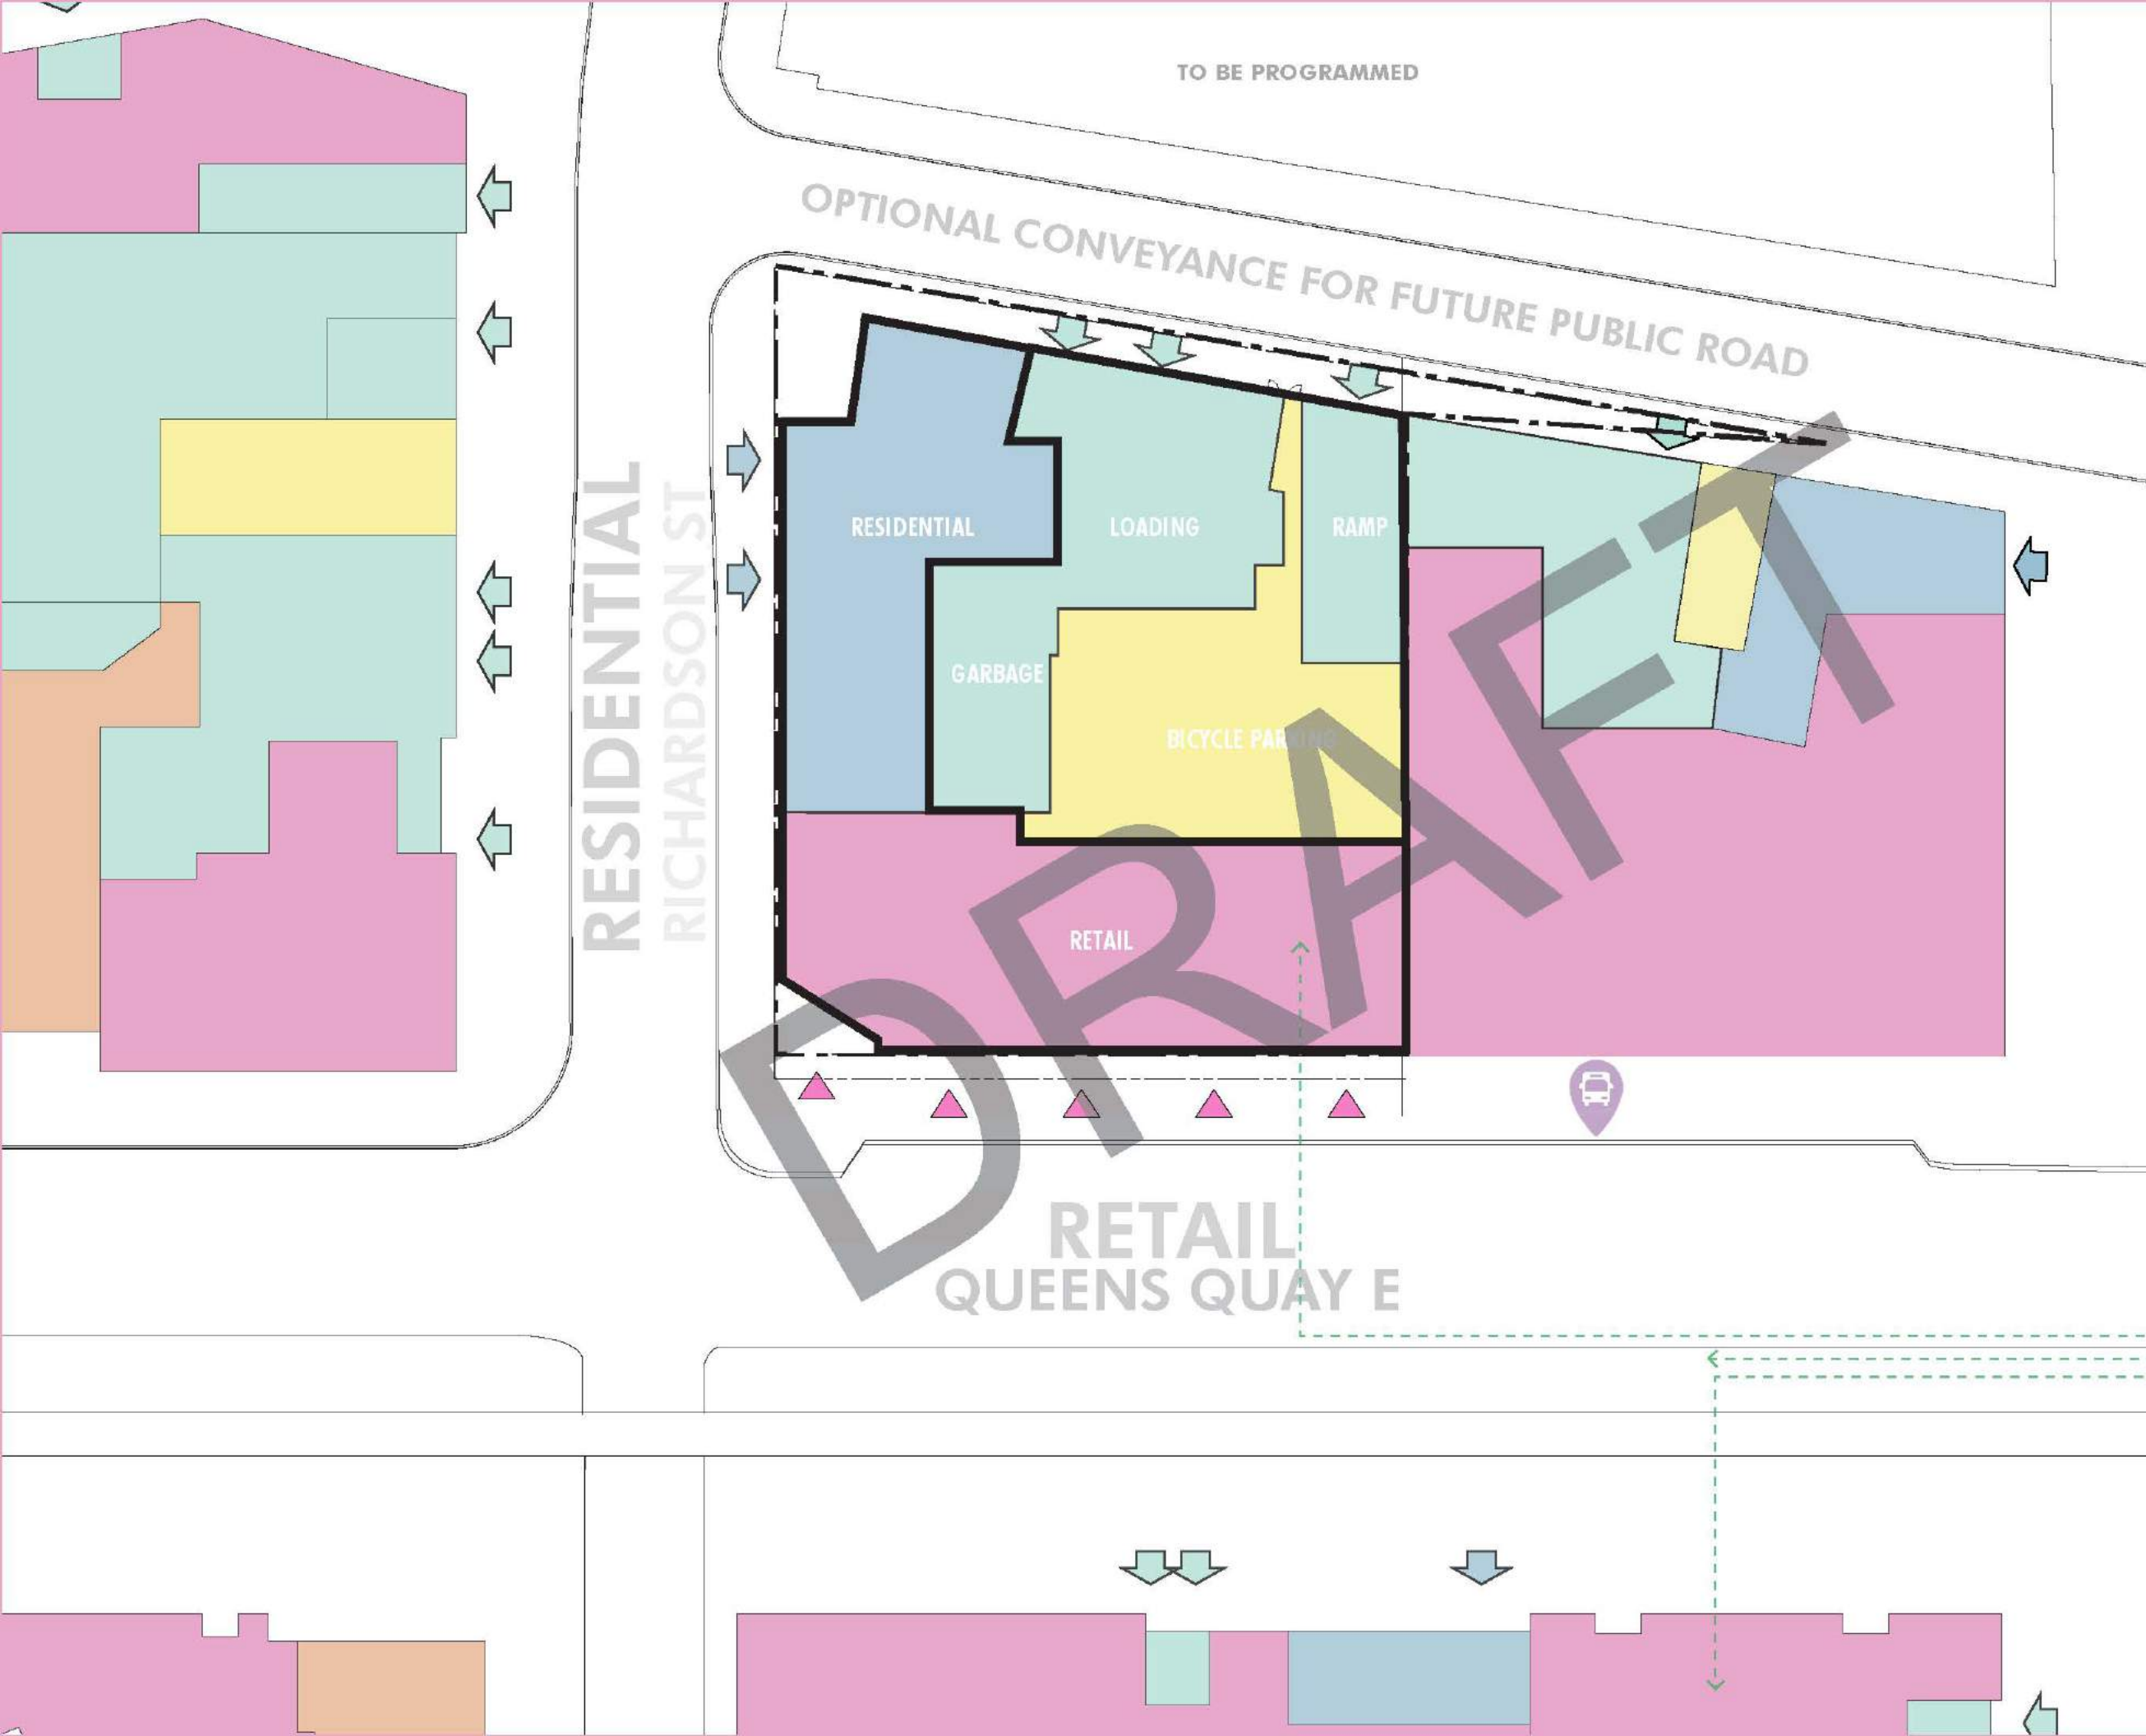 TO BE PROGRAMMED
OPTIONAL CONVEYANCE FOR FUTURE PUBLIC ROAD
RESIDENTIAL
RICHARDSON ST
RESIDENTIAL
LOADING
RAMP
GARBAGE
BICYCLE PARKING
RETAIL
DRAFT
RETAIL
QUEENS QUAY E